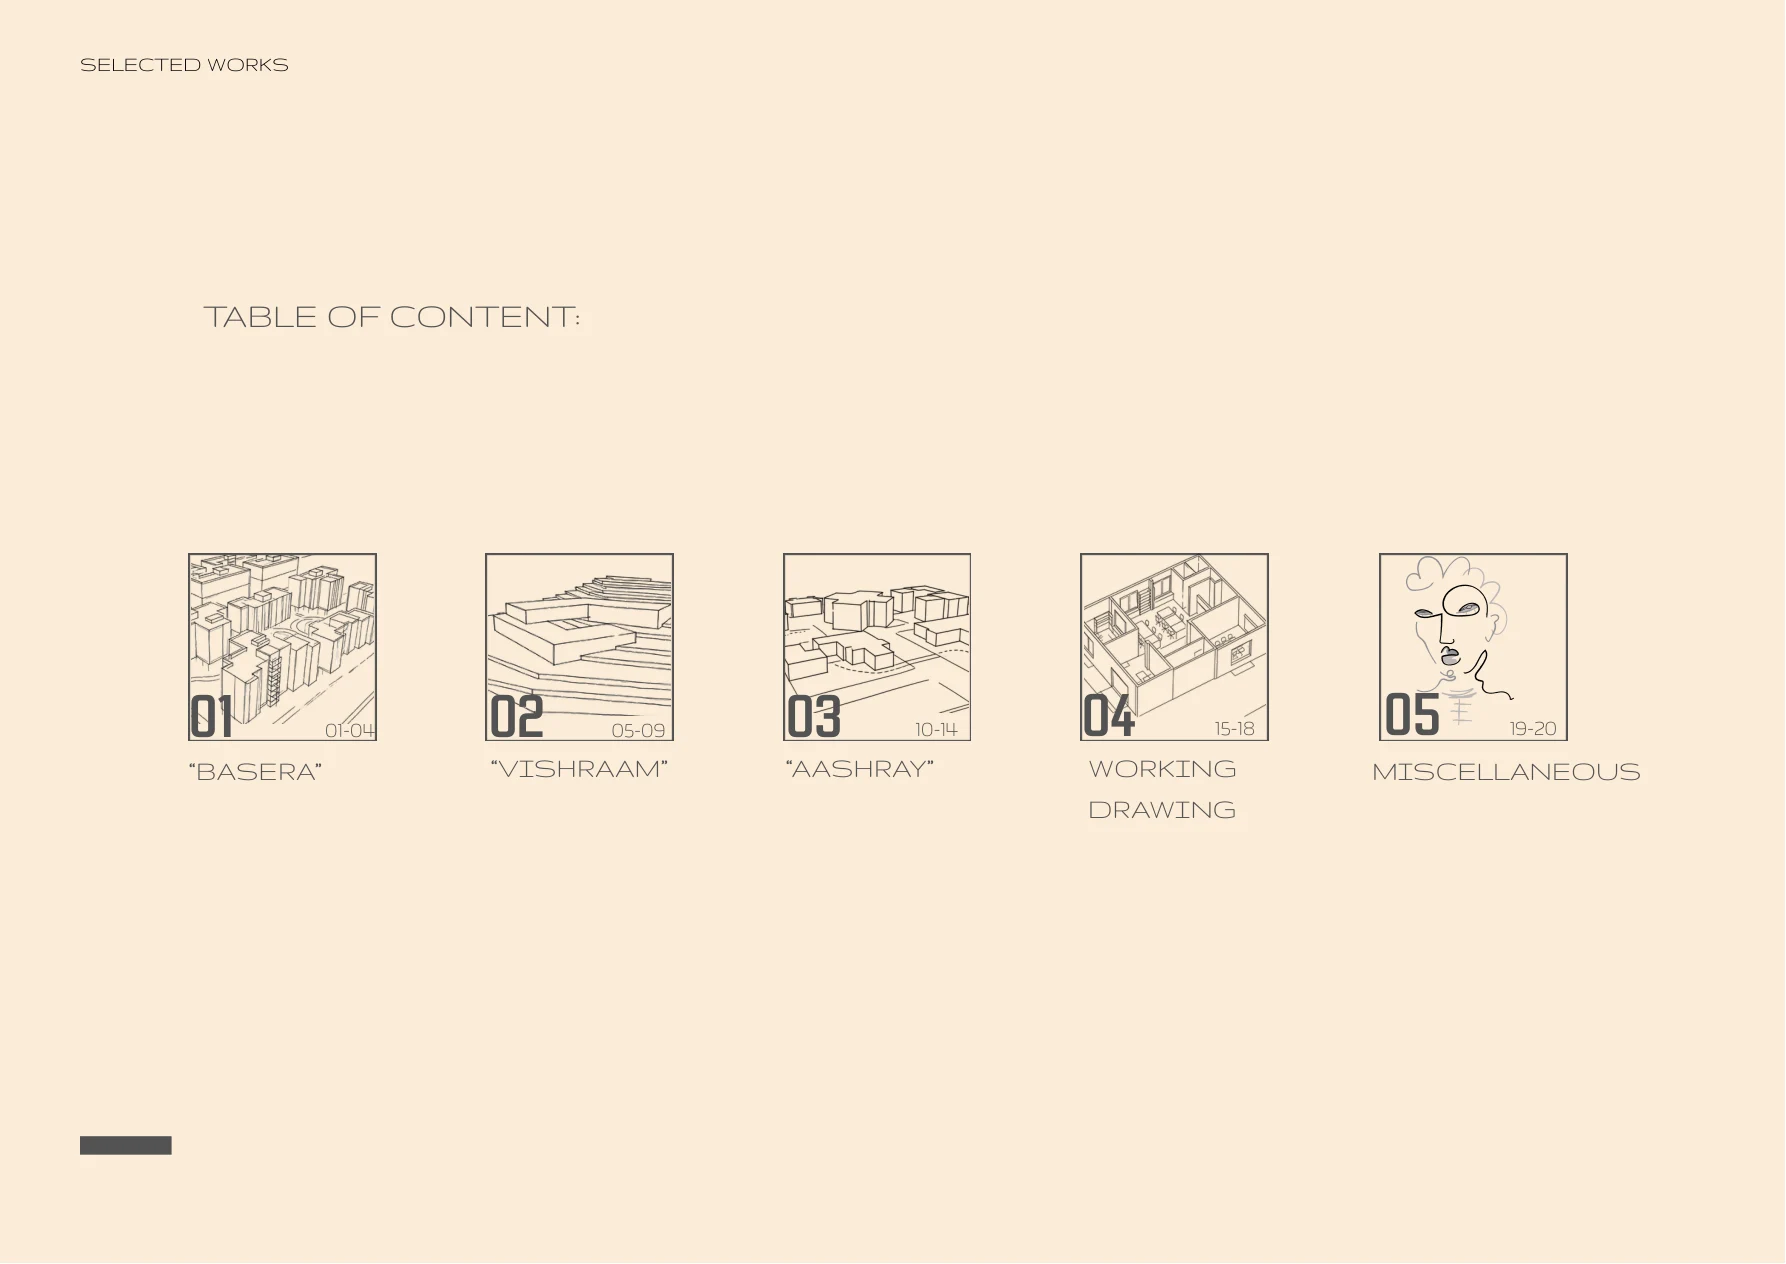 SELECTED WORKS
TABLE OF CONTENT:
01
01-04
“BASERA”
02
05-09
“VISHRAAM”
03
10-14
“AASHRAY”
04
15-18
WORKING
DRAWING
05
19-20
MISCELLANEOUS